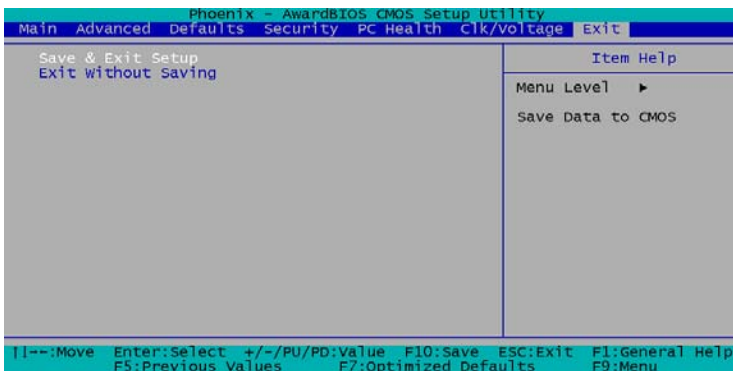 Phoenix - AwardBIOS CMOS Setup Utility
Main Advanced Defaults Security PC Health Clk/Voltage Exit
Save & Exit Setup
Exit Without Saving
Item Help
Menu Level ▶
Save Data to CMOS
:Move Enter:Select +/-/PU/PD:Value F10:Save ESC:Exit F1:General Help
F5:Previous Values F7:Optimized Defaults F9:Menu